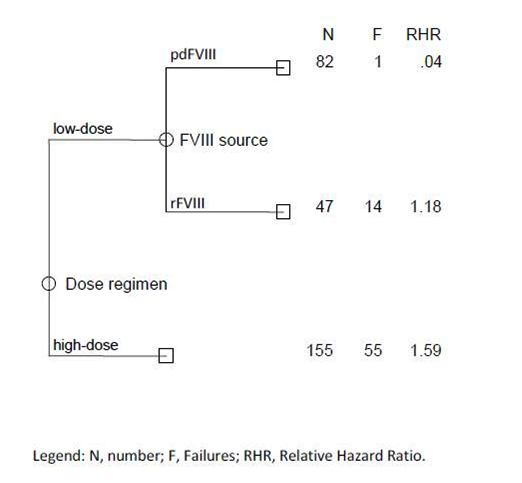 N F RHR
pdFVIII 82 1 .04
low-dose
FVIII source
rFVIII 47 14 1.18
Dose regimen
high-dose 155 55 1.59
Legend: N, number; F, Failures; RHR, Relative Hazard Ratio.